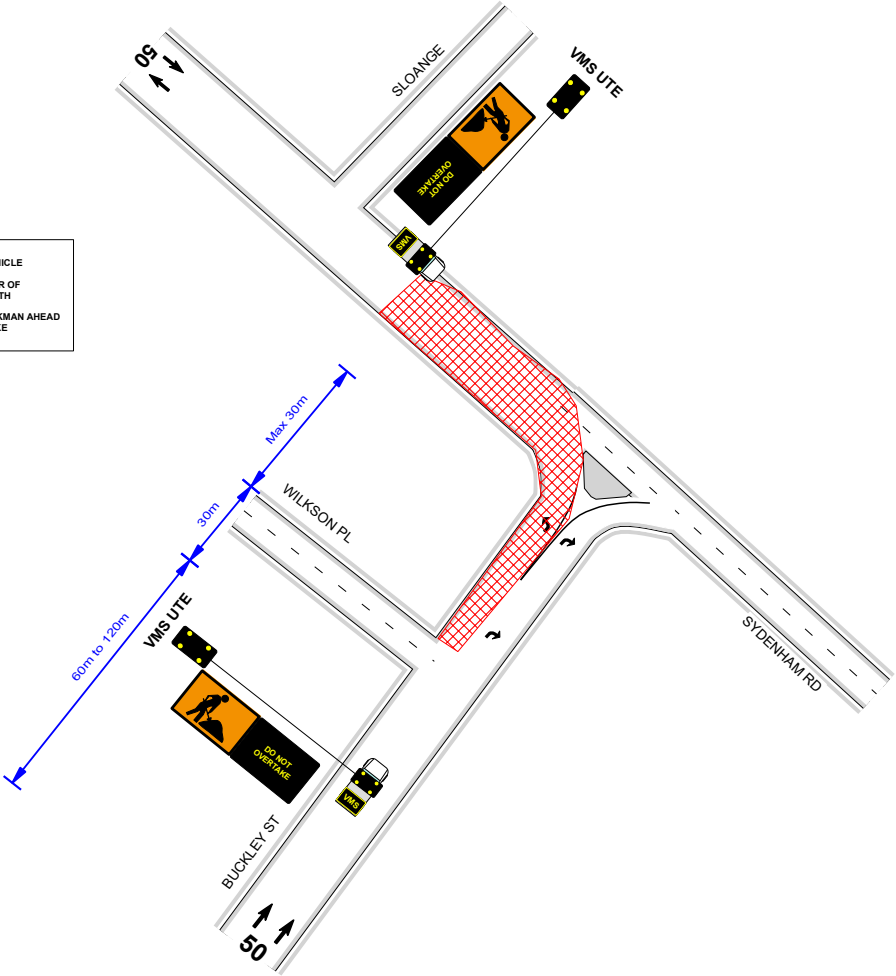 50
SLOANGE
VMS UTE
DO NOT
OVERTAKE
VMS
ICLE
R OF
TH
KMAN AHEAD
KE
Max 30m
30m
WILKSON PL
60m to 120m
VMS UTE
SYDENHAM RD
DO NOT
OVERTAKE
VMS
BUCKLEY ST
50